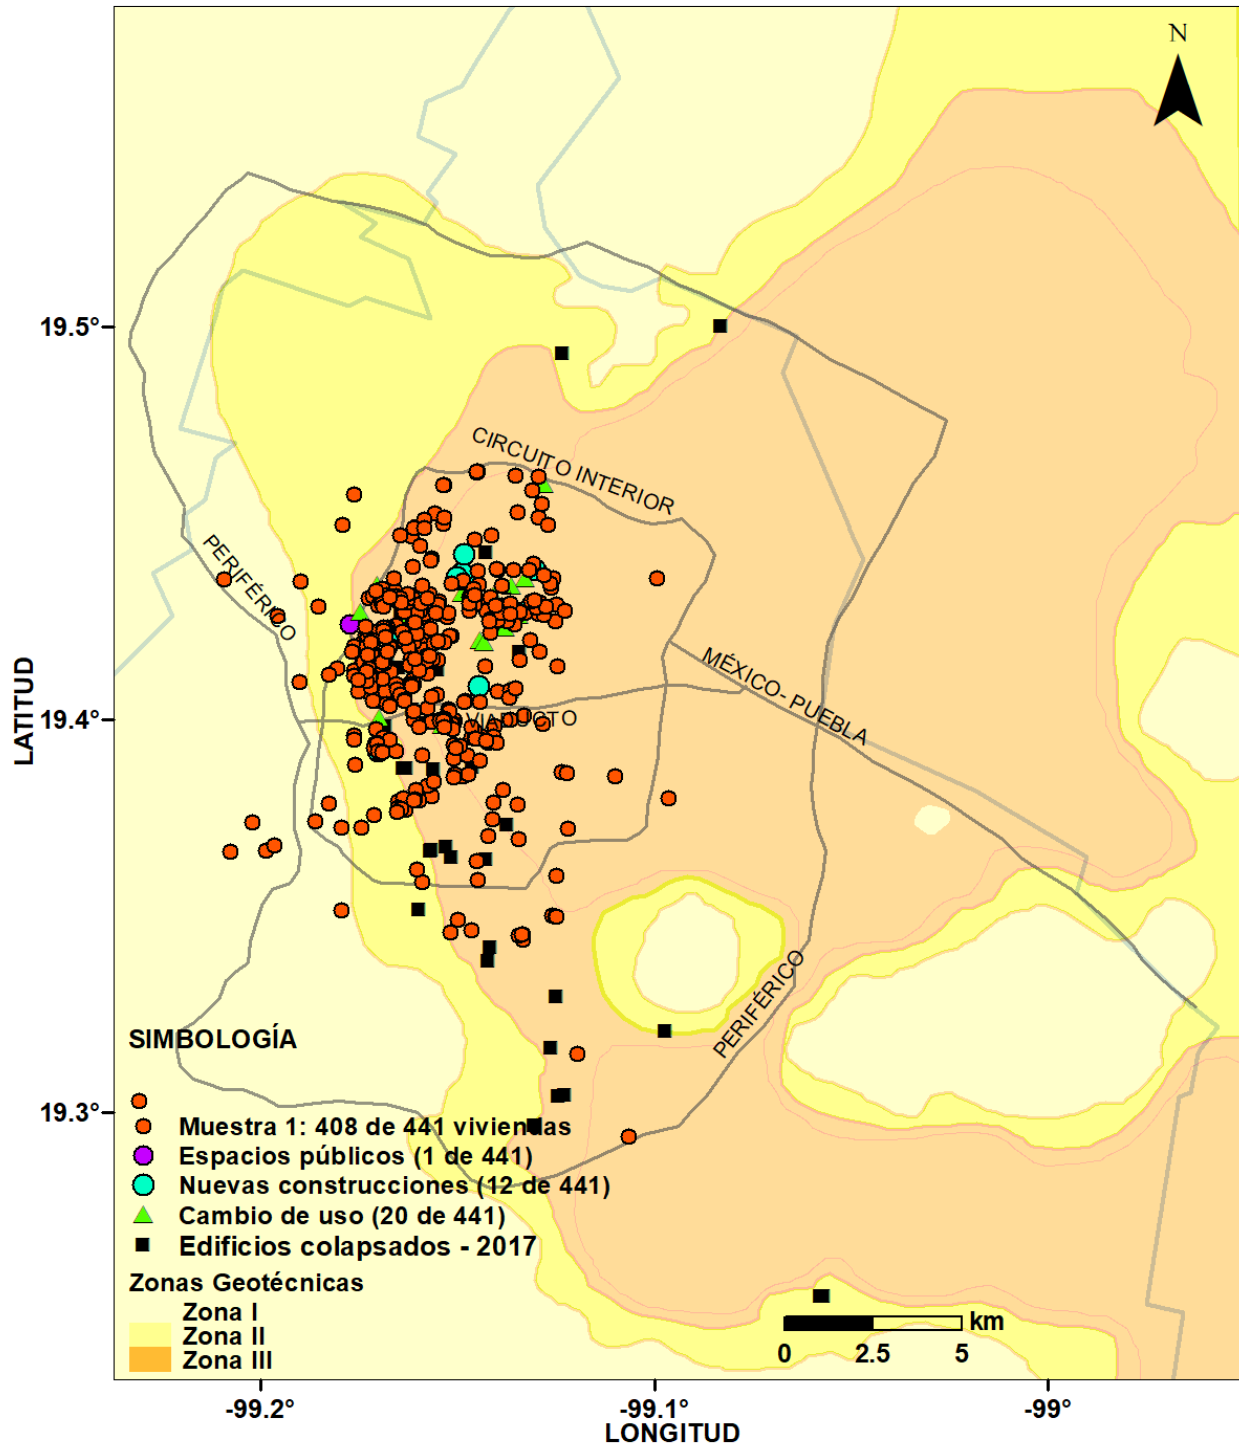 N
19.5°
CIRCUITO INTERIOR
PERIFÉRICO
MÉXICO- PUEBLA
LATITUD
19.4°
VIADUCTO
PERIFÉRICO
SIMBOLOGÍA
19.3°
Muestra 1: 408 de 441 viviendas
Espacios públicos (1 de 441)
Nuevas construcciones (12 de 441)
Cambio de uso (20 de 441)
Edificios colapsados - 2017
Zonas Geotécnicas
Zona I
Zona II
Zona III
km
0 2.5 5
-99.2° -99.1° -99°
LONGITUD